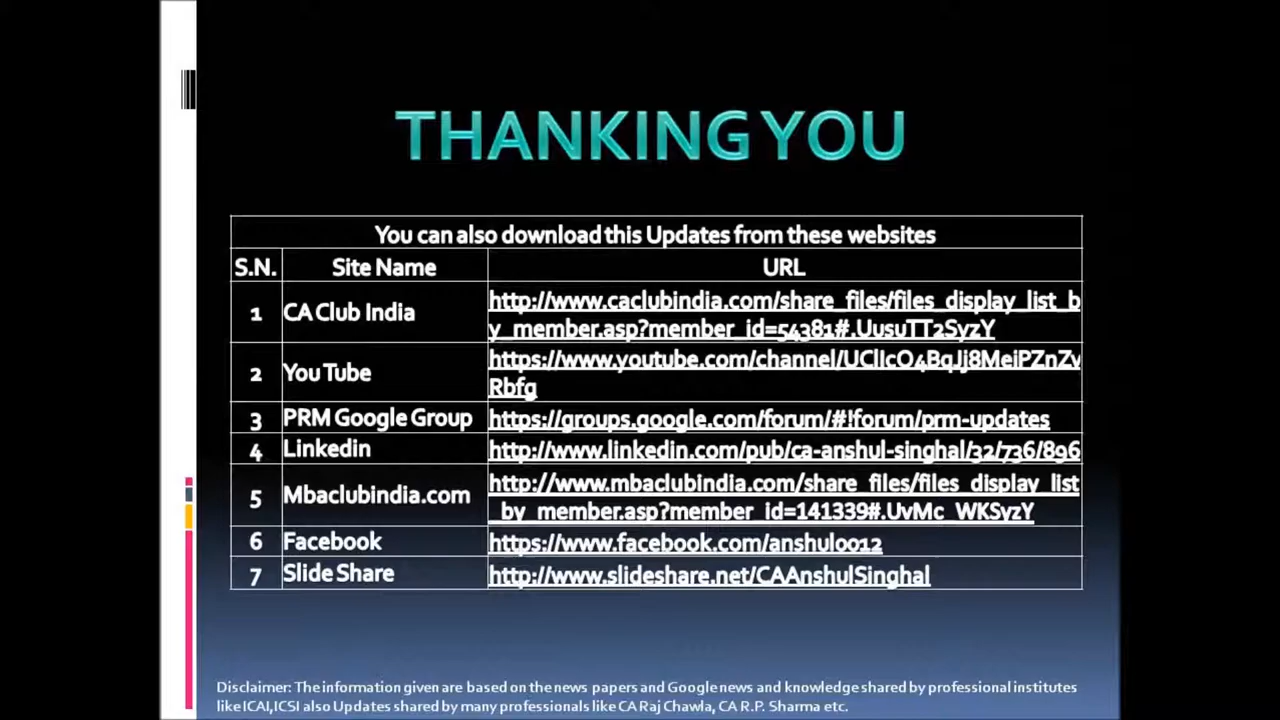 THANKING YOU
You can also download this Updates from these websites
S.N. Site Name URL
1 CA Club India http://www.caclubindia.com/share_files/files_display_list_b
y_member.asp?member_id=54381#.UusuTT2SyzY
2 You Tube https://www.youtube.com/channel/UClIcO4BqJj8MeiPZnZv
Rbfg
3 PRM Google Group https://groups.google.com/forum/#!forum/prm-updates
4 Linkedin http://www.linkedin.com/pub/ca-anshul-singhal/32/736/896
5 Mbaclubindia.com http://www.mbaclubindia.com/share_files/files_display_list
_by_member.asp?member_id=141339#.UvMc_WKSyzY
6 Facebook https://www.facebook.com/anshul0012
7 Slide Share http://www.slideshare.net/CAAnshulSinghal
Disclaimer: The information given are based on the news papers and Google news and knowledge shared by professional institutes
like ICAI,ICSI also Updates shared by many professionals like CA Raj Chawla, CA R.P. Sharma etc.